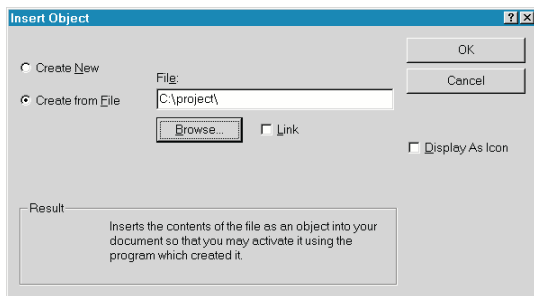 Insert Object
Create New
Create from File
File:
C:\project\
Browse...
Link
OK
Cancel
Display As Icon
Result
Inserts the contents of the file as an object into your
document so that you may activate it using the
program which created it.